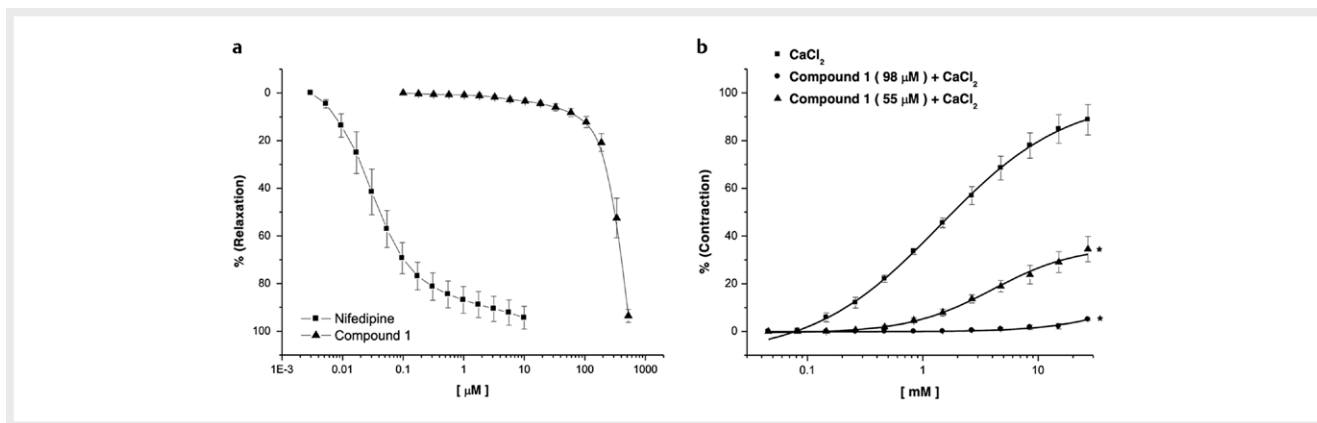 a
0
20
40
60
80
100
% (Relaxation)
Nifedipine
Compound 1
1E-3 0.01 0.1 1 10 100 1000
[ µM ]
b
CaCl₂
Compound 1 ( 98 µM ) + CaCl₂
Compound 1 ( 55 µM ) + CaCl₂
100
80
60
40
20
0
% (Contraction)
*
*
0.1 1 10
[ mM ]